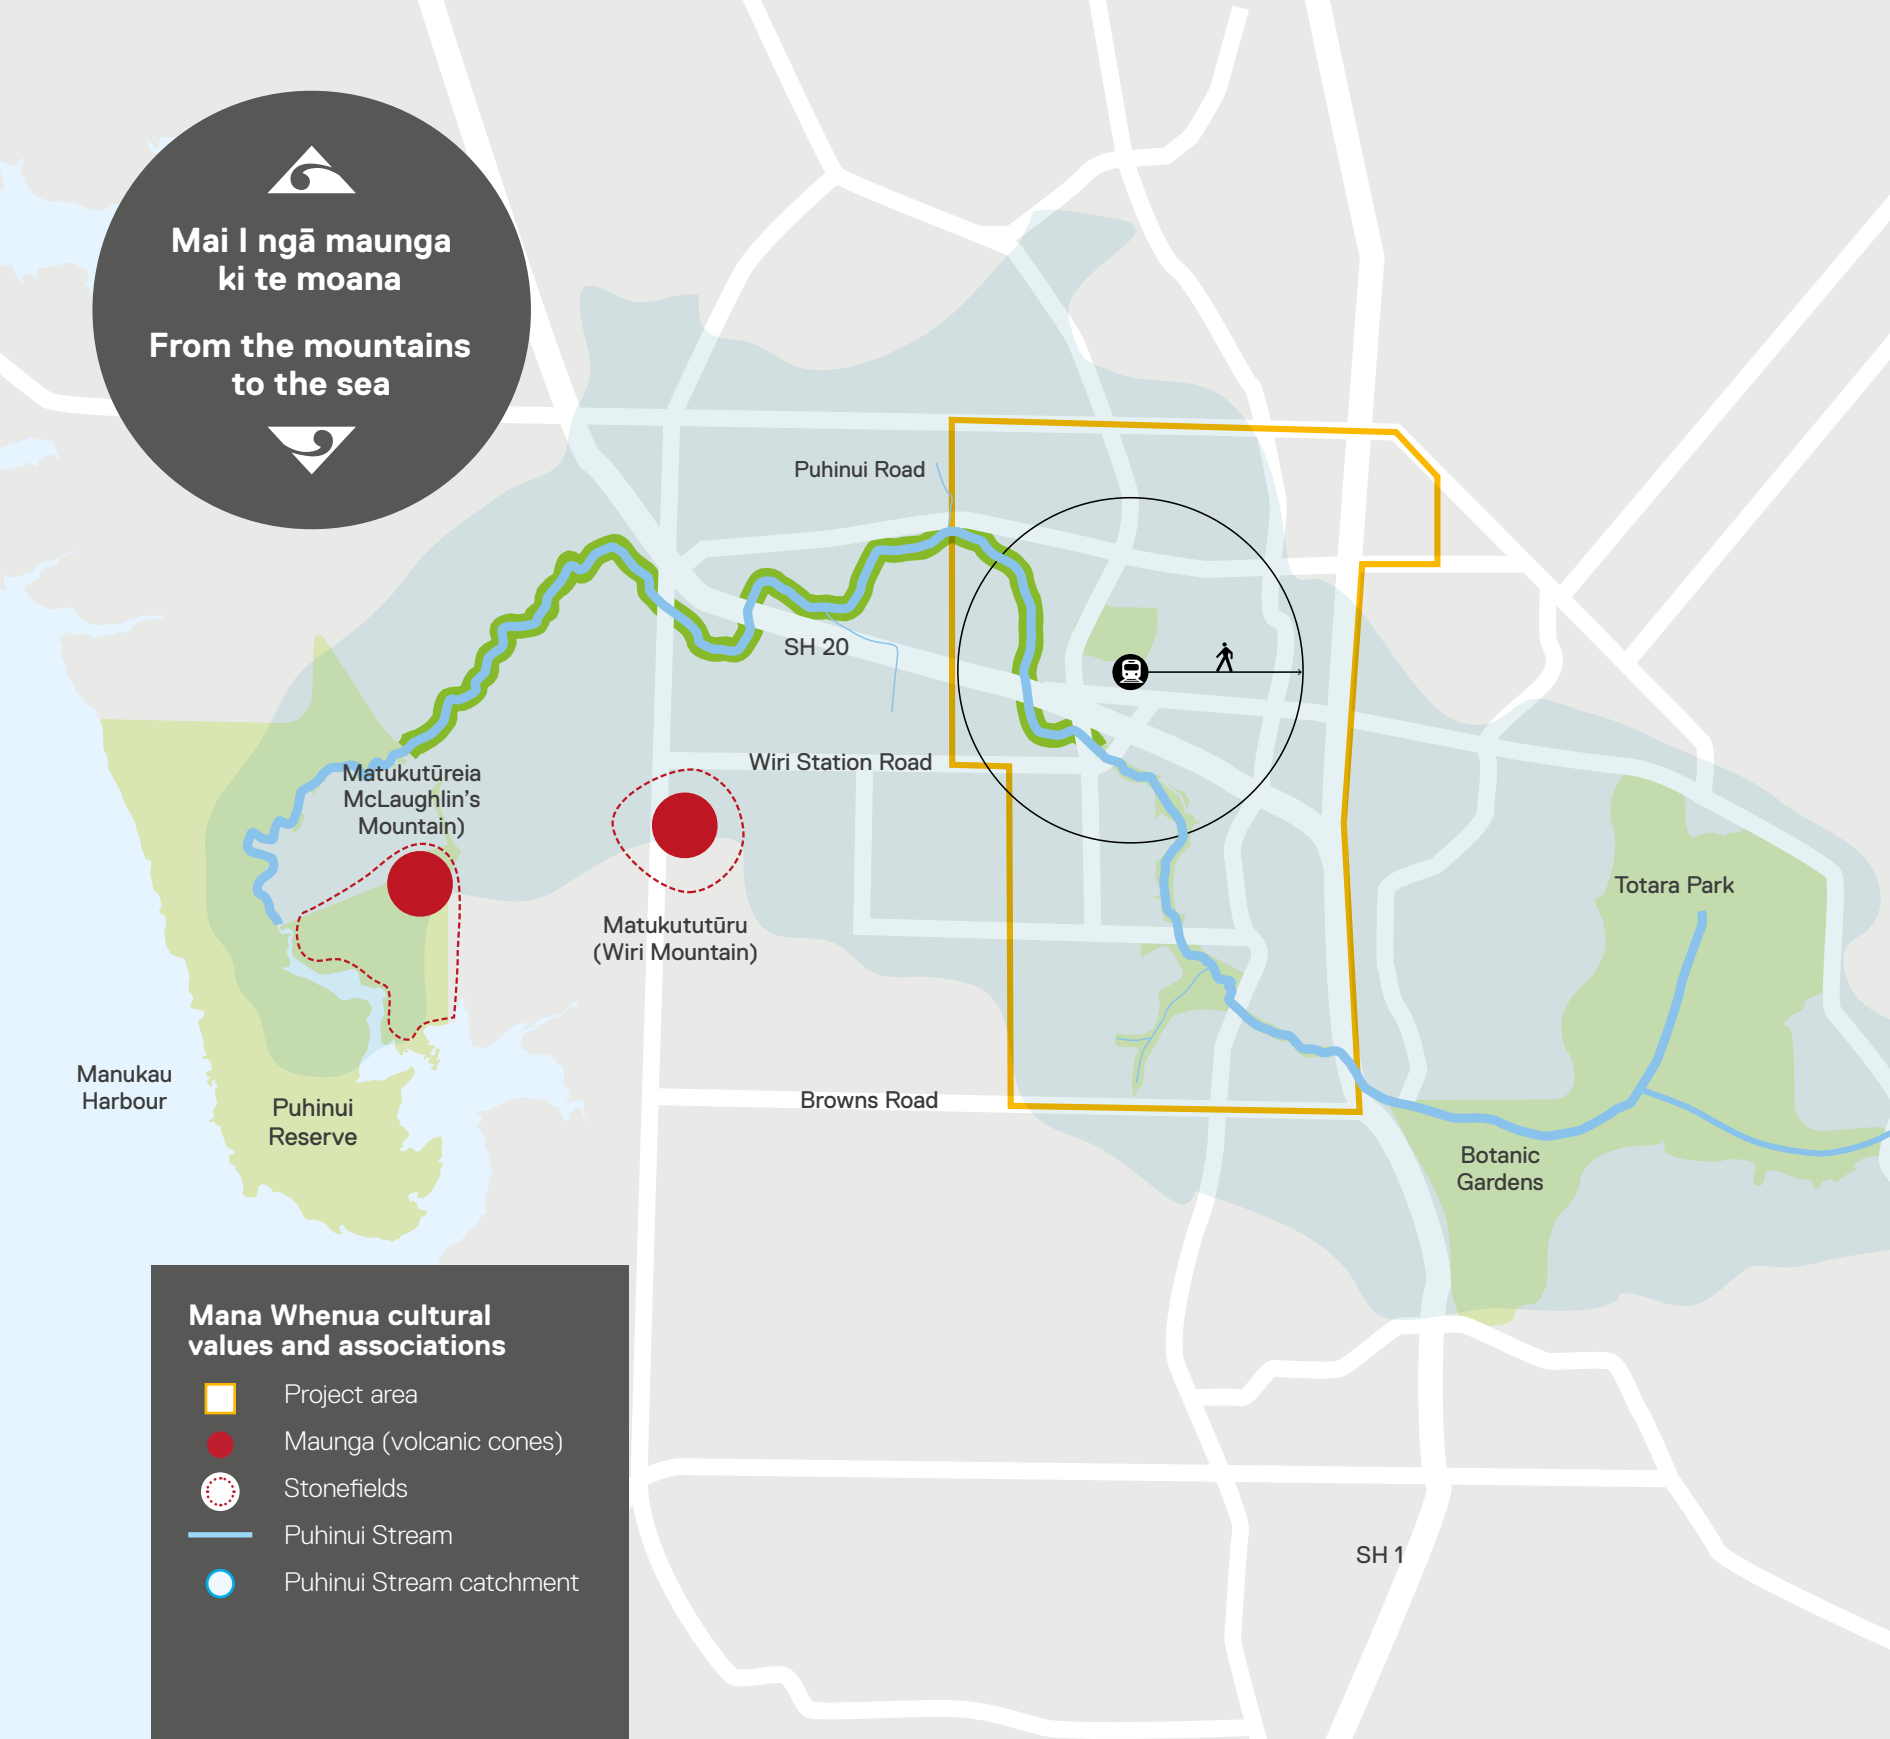 Mai I ngā maunga
ki te moana
From the mountains
to the sea
Puhinui Road
SH 20
Wiri Station Road
Matukutūreia
McLaughlin's
Mountain)
Totara Park
Matukututūru
(Wiri Mountain)
Manukau
Harbour
Puhinui
Reserve
Browns Road
Botanic
Gardens
Mana Whenua cultural
values and associations
Project area
Maunga (volcanic cones)
Stonefields
Puhinui Stream
Puhinui Stream catchment
SH 1